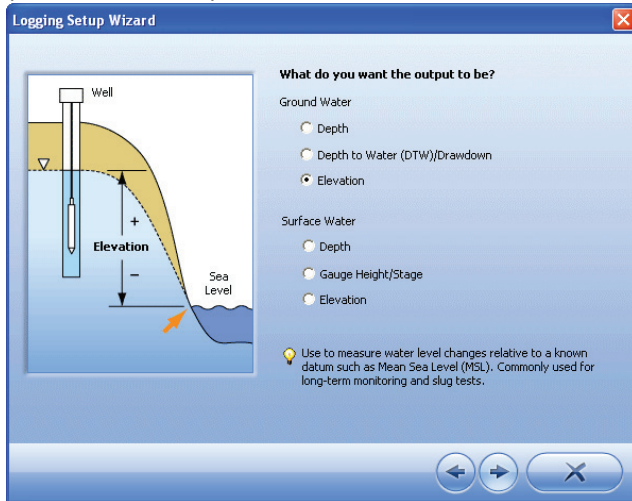 Logging Setup Wizard
Well
+
Elevation
−
Sea
Level
What do you want the output to be?
Ground Water
Depth
Depth to Water (DTW)/Drawdown
Elevation
Surface Water
Depth
Gauge Height/Stage
Elevation
Use to measure water level changes relative to a known
datum such as Mean Sea Level (MSL). Commonly used for
long-term monitoring and slug tests.